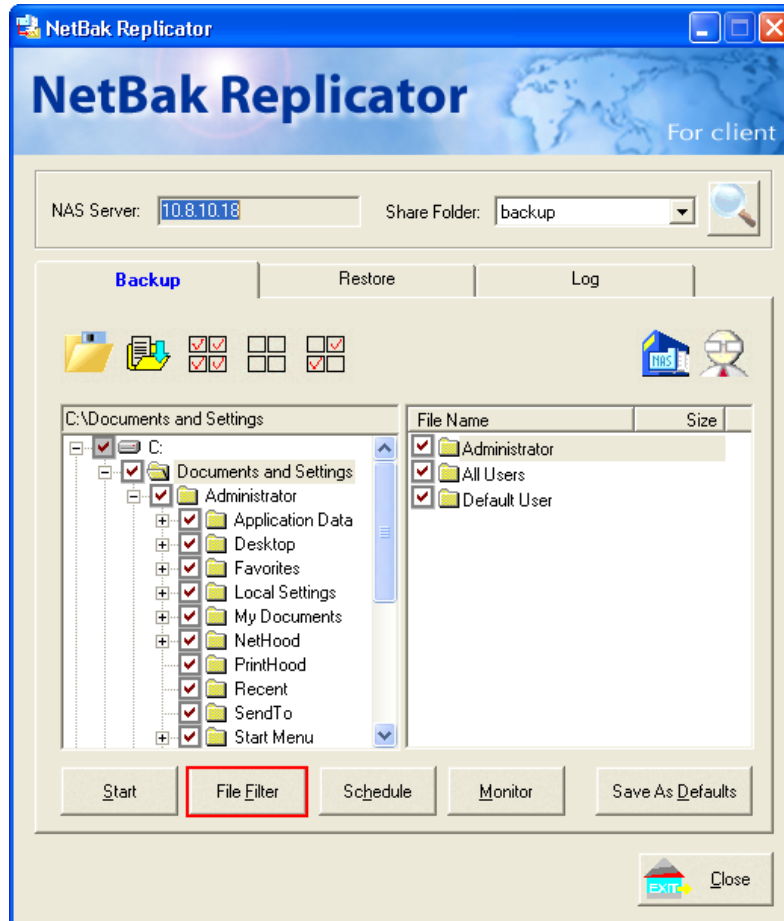 NetBak Replicator
NetBak Replicator
For client
NAS Server: 10.8.10.18 Share Folder: backup
Backup Restore Log
NAS
C:\Documents and Settings
C:
Documents and Settings
Administrator
Application Data
Desktop
Favorites
Local Settings
My Documents
NetHood
PrintHood
Recent
SendTo
Start Menu
File Name Size
Administrator
All Users
Default User
Start File Filter Schedule Monitor Save As Defaults
EXIT Close